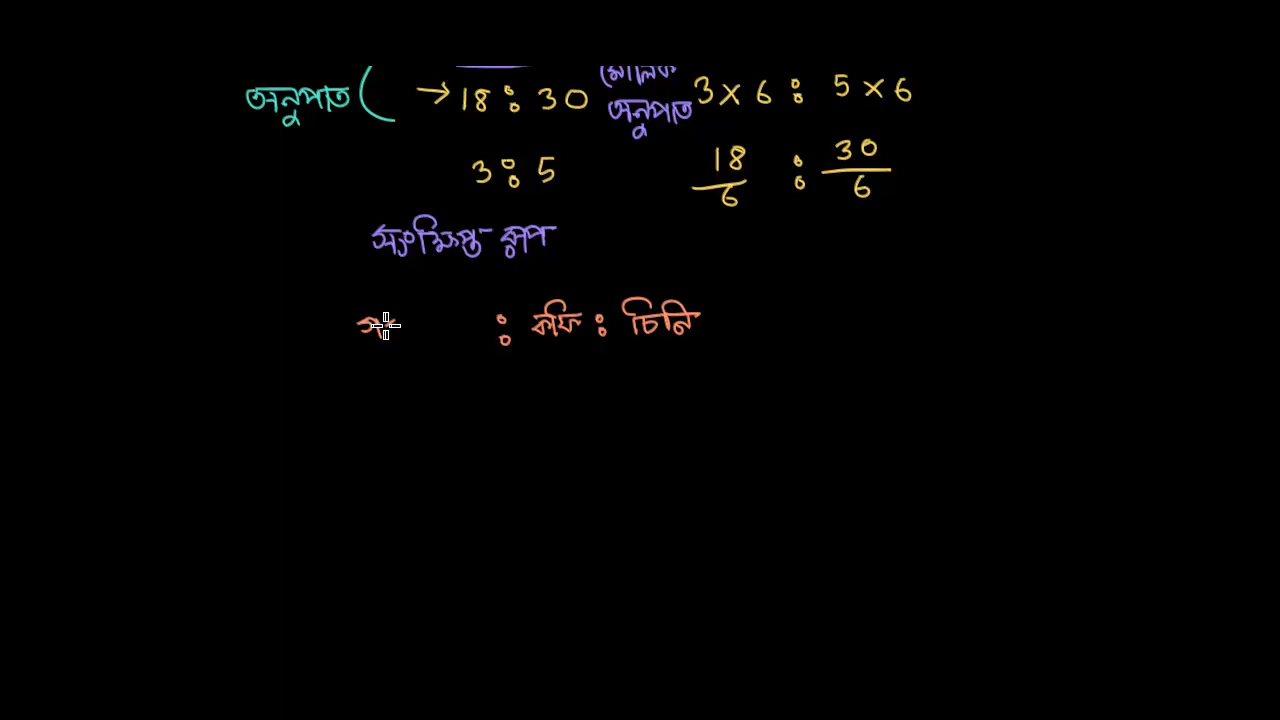 অনুপাত ( → 18 : 30 মৌলিক অনুপাত 3 × 6 : 5 × 6
3 : 5 18/6 : 30/6
সংক্ষিপ্ত রূপ
: কফি : চিনি